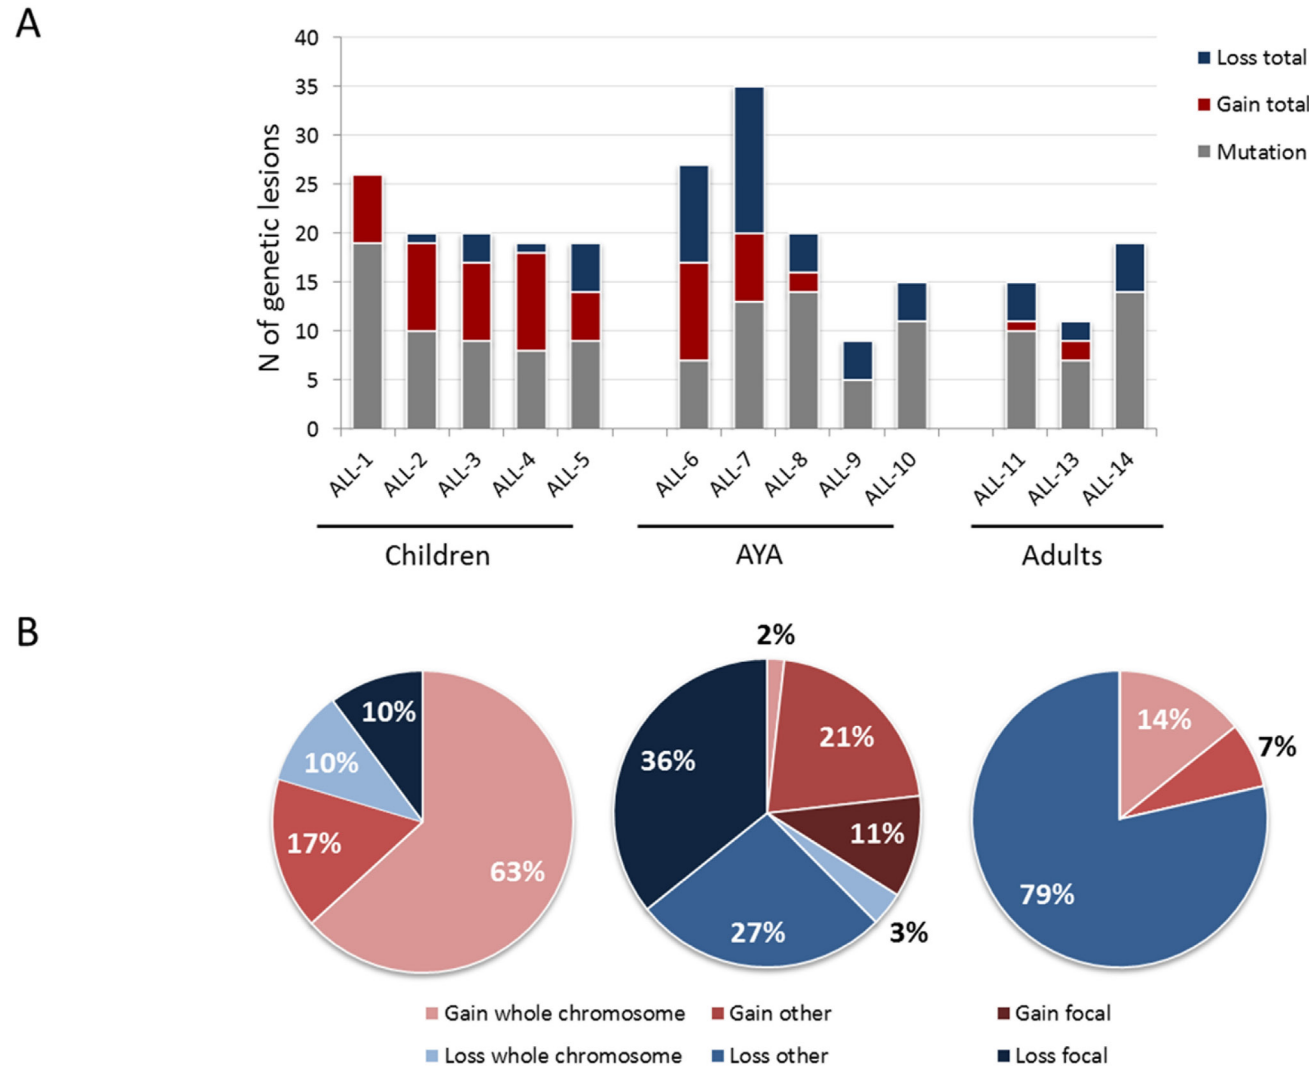 A
N of genetic lesions
40
35
30
25
20
15
10
5
0
Loss total
Gain total
Mutation
ALL-1
ALL-2
ALL-3
ALL-4
ALL-5
ALL-6
ALL-7
ALL-8
ALL-9
ALL-10
ALL-11
ALL-13
ALL-14
Children
AYA
Adults
B
10%
10%
17%
63%
2%
21%
11%
3%
27%
36%
14%
7%
79%
Gain whole chromosome
Gain other
Gain focal
Loss whole chromosome
Loss other
Loss focal